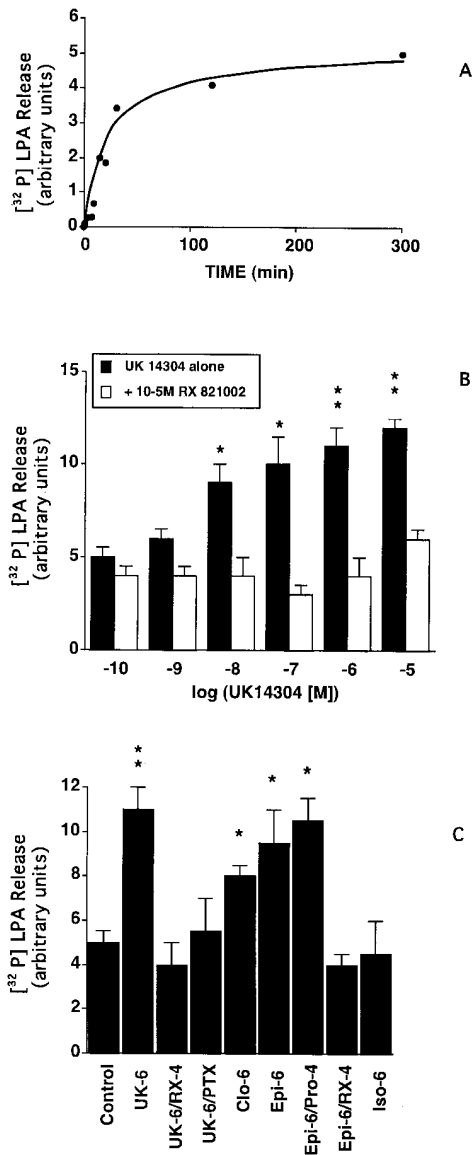 A
[32 P] LPA Release
(arbitrary units)
6
5
4
3
2
1
0
0
100
200
300
TIME (min)
B
UK 14304 alone
+ 10-5M RX 821002
[32 P] LPA Release
(arbitrary units)
15
10
5
0
*
*
*
*
*
*
-10
-9
-8
-7
-6
-5
log (UK14304 [M])
C
[32 P] LPA Release
(arbitrary units)
12
10
8
6
4
2
0
*
*
*
*
*
Control
UK-6
UK-6/RX-4
UK-6/PTX
Clo-6
Epi-6
Epi-6/Pro-4
Epi-6/RX-4
Iso-6